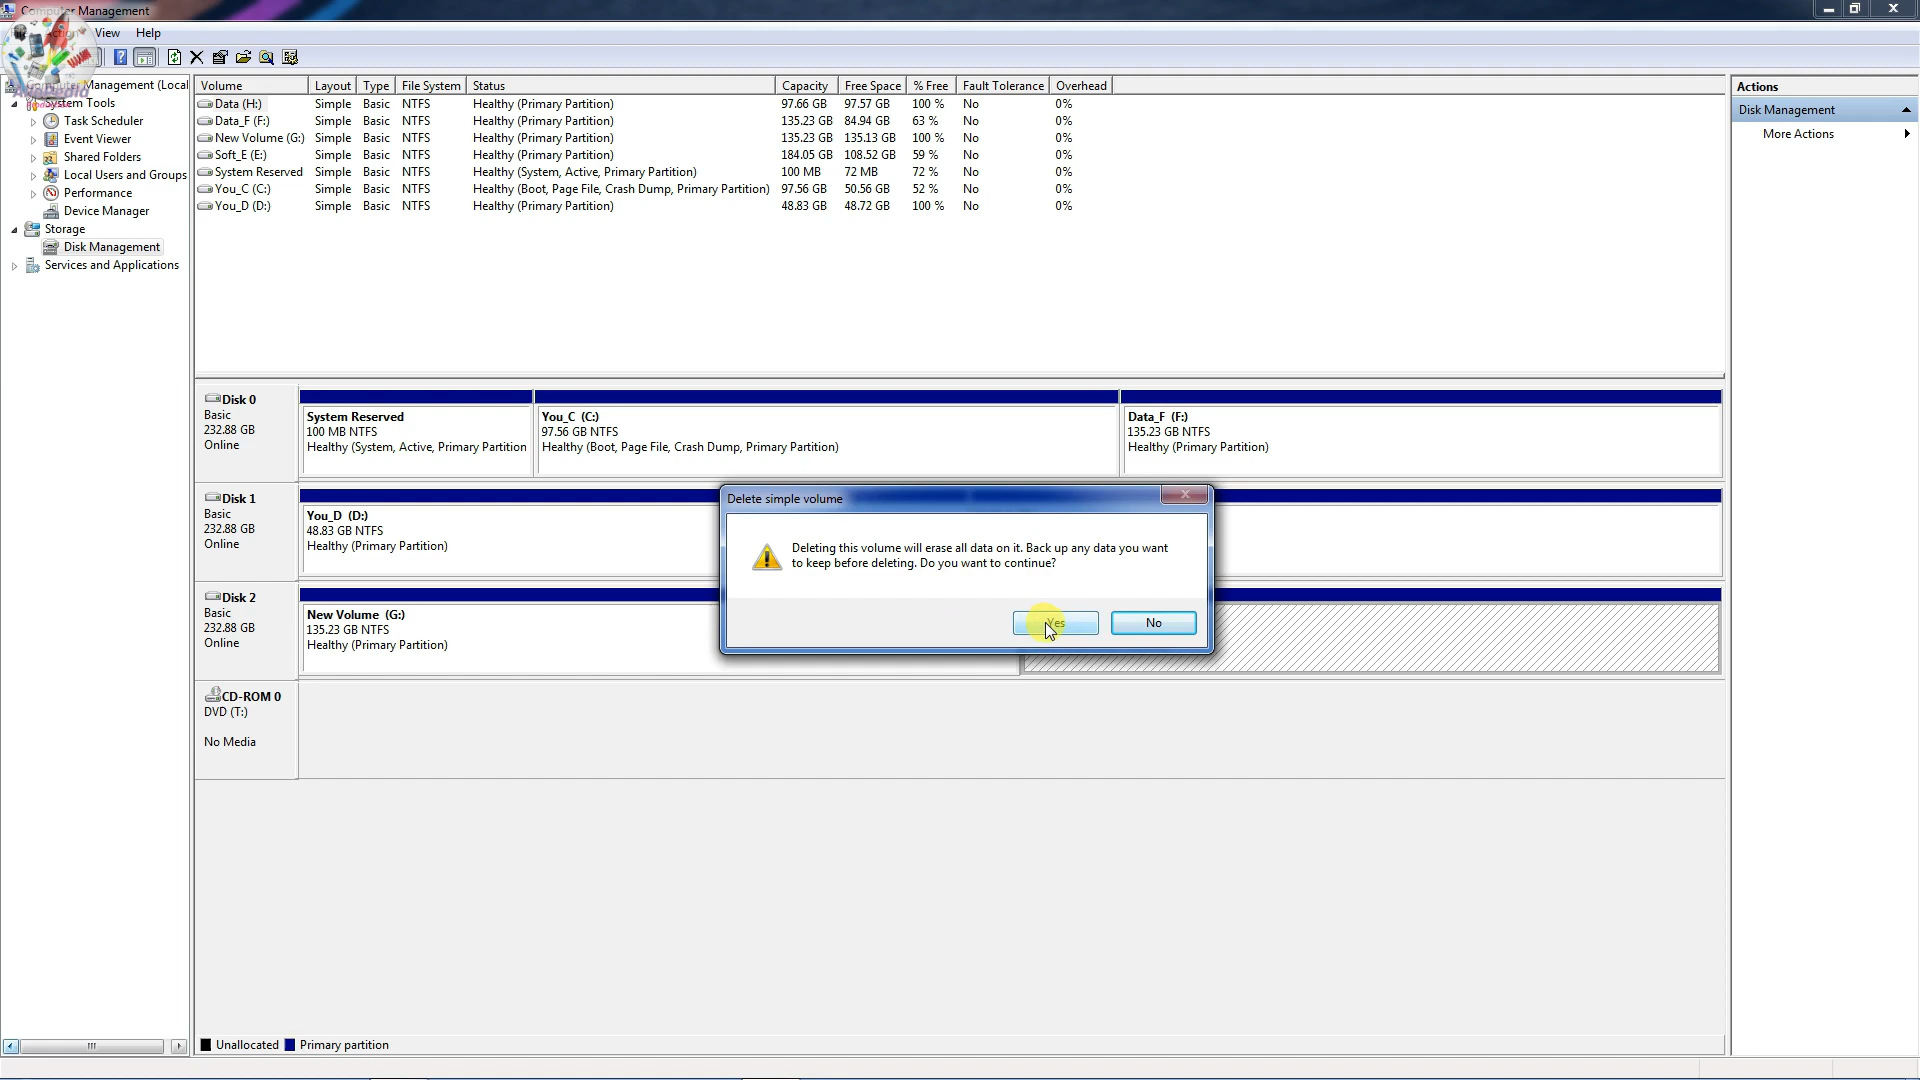 Computer Management
View Help
Computer Management (Local
System Tools
Task Scheduler
Event Viewer
Shared Folders
Local Users and Groups
Performance
Device Manager
Storage
Disk Management
Services and Applications
Volume Layout Type File System Status Capacity Free Space % Free Fault Tolerance Overhead
Data (H:) Simple Basic NTFS Healthy (Primary Partition) 97.66 GB 97.57 GB 100 % No 0%
Data_F (F:) Simple Basic NTFS Healthy (Primary Partition) 135.23 GB 84.94 GB 63 % No 0%
New Volume (G:) Simple Basic NTFS Healthy (Primary Partition) 135.23 GB 135.13 GB 100 % No 0%
Soft_E (E:) Simple Basic NTFS Healthy (Primary Partition) 184.05 GB 108.52 GB 59 % No 0%
System Reserved Simple Basic NTFS Healthy (System, Active, Primary Partition) 100 MB 72 MB 72 % No 0%
You_C (C:) Simple Basic NTFS Healthy (Boot, Page File, Crash Dump, Primary Partition) 97.56 GB 50.56 GB 52 % No 0%
You_D (D:) Simple Basic NTFS Healthy (Primary Partition) 48.83 GB 48.72 GB 100 % No 0%
Actions
Disk Management
More Actions
Disk 0
Basic
232.88 GB
Online
System Reserved
100 MB NTFS
Healthy (System, Active, Primary Partition
You_C (C:)
97.56 GB NTFS
Healthy (Boot, Page File, Crash Dump, Primary Partition)
Data_F (F:)
135.23 GB NTFS
Healthy (Primary Partition)
Disk 1
Basic
232.88 GB
Online
You_D (D:)
48.83 GB NTFS
Healthy (Primary Partition)
Delete simple volume
Deleting this volume will erase all data on it. Back up any data you want
to keep before deleting. Do you want to continue?
Yes No
Disk 2
Basic
232.88 GB
Online
New Volume (G:)
135.23 GB NTFS
Healthy (Primary Partition)
CD-ROM 0
DVD (T:)
No Media
Unallocated Primary partition